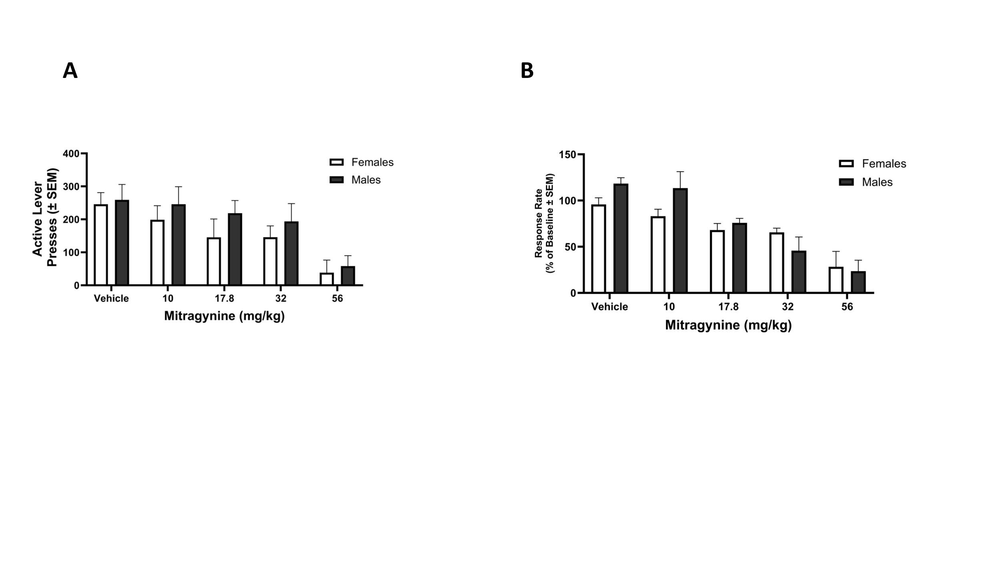 A
400
300
200
100
0
Active Lever
Presses (± SEM)
Females
Males
Vehicle 10 17.8 32 56
Mitragynine (mg/kg)
B
150
100
50
0
Response Rate
(% of Baseline ± SEM)
Females
Males
Vehicle 10 17.8 32 56
Mitragynine (mg/kg)